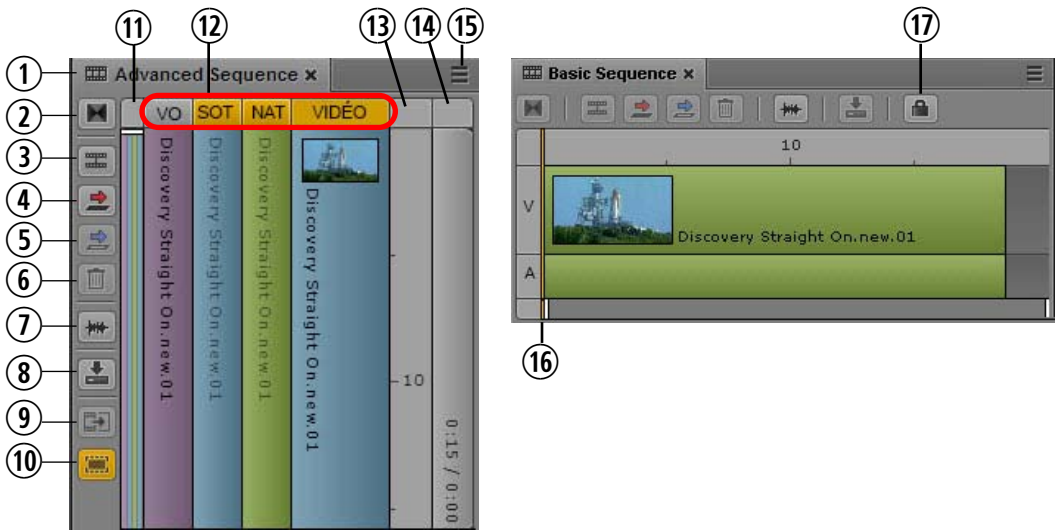 11
12
13
14
15
17
1
2
3
4
5
6
7
8
9
10
16
Advanced Sequence ×
VO
SOT
NAT
VIDÉO
Discovery Straight On.new.01
Discovery Straight On.new.01
Discovery Straight On.new.01
Discovery Straight On.new.01
10
0:15 / 0:00
Basic Sequence ×
10
V
Discovery Straight On.new.01
A